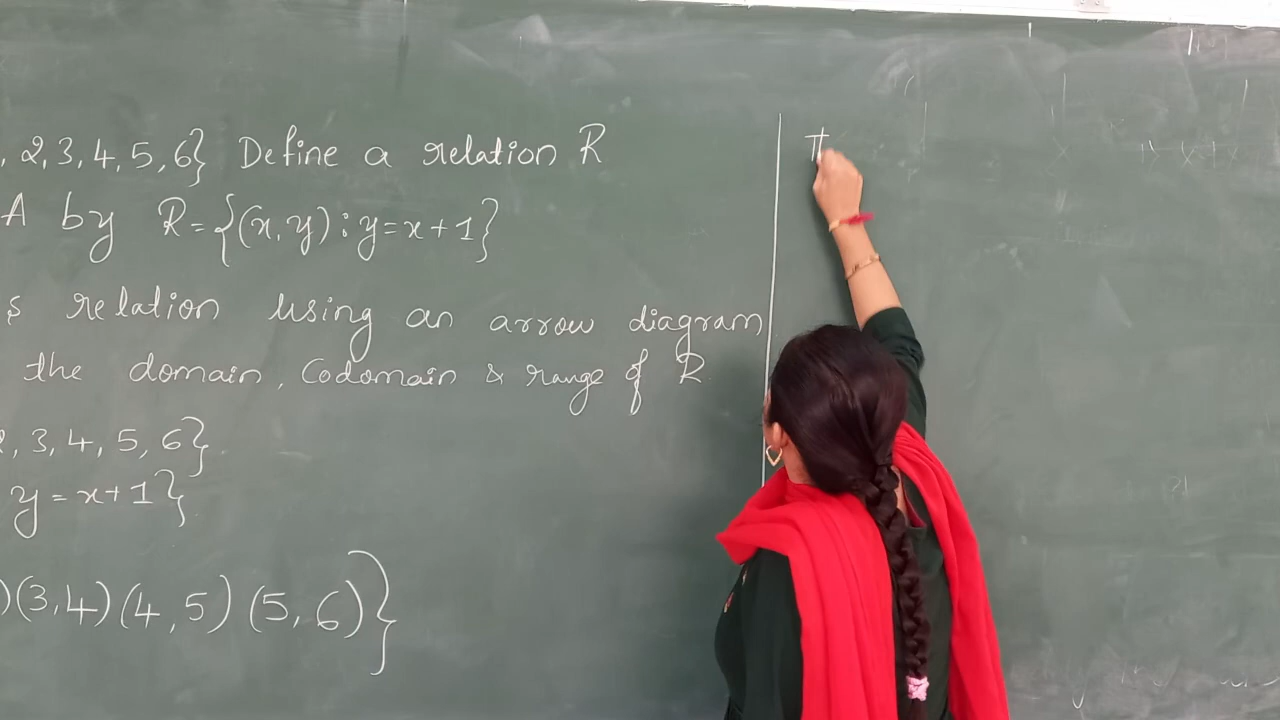 , 2, 3, 4, 5, 6} Define a relation R
A by R = {(x, y) : y = x + 1}
s relation using an arrow diagram
the domain, Codomain & range of R
2, 3, 4, 5, 6}
y = x + 1}
) (3, 4) (4, 5) (5, 6)}